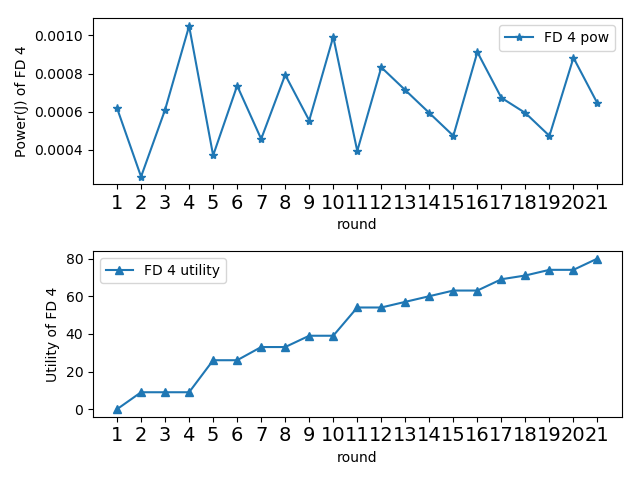 Power(J) of FD 4
0.0010
0.0008
0.0006
0.0004
FD 4 pow
1 2 3 4 5 6 7 8 9 10 11 12 13 14 15 16 17 18 19 20 21
round
Utility of FD 4
80
60
40
20
0
FD 4 utility
1 2 3 4 5 6 7 8 9 10 11 12 13 14 15 16 17 18 19 20 21
round